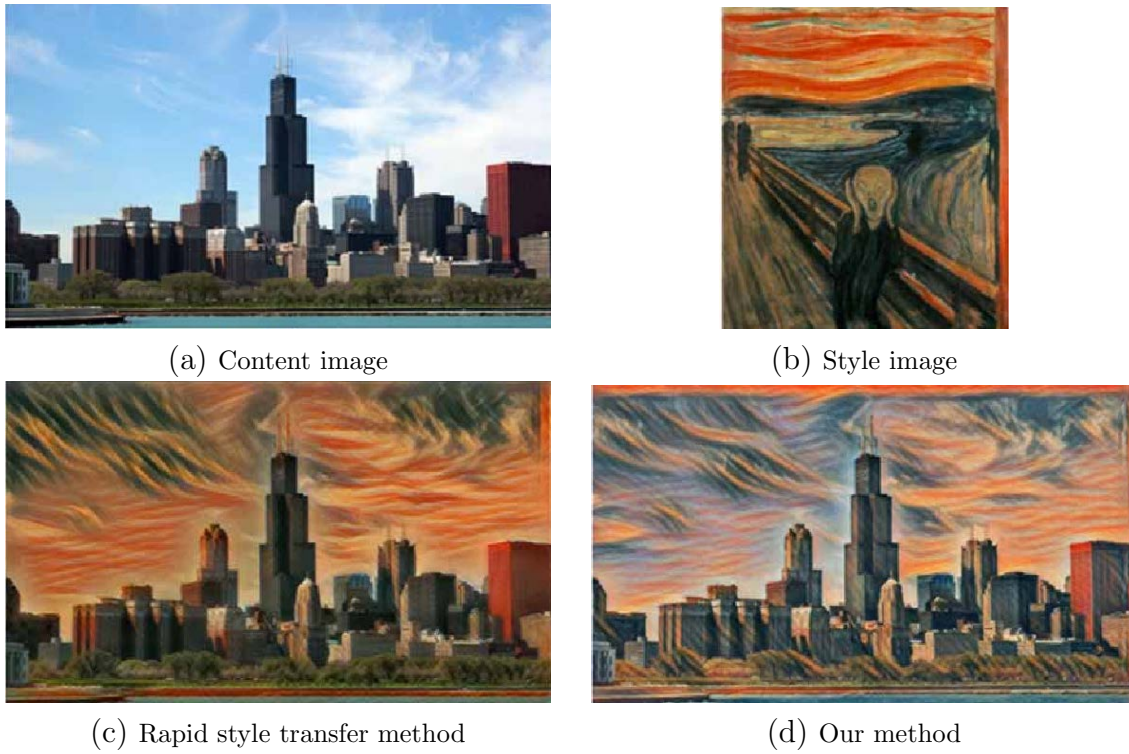 (a) Content image
(b) Style image
(c) Rapid style transfer method
(d) Our method